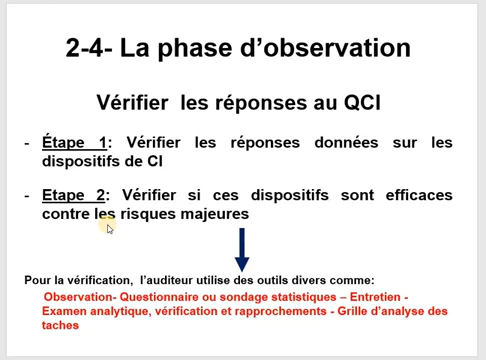 2-4- La phase d'observation
Vérifier les réponses au QCI
- Étape 1: Vérifier les réponses données sur les
dispositifs de CI
- Etape 2: Vérifier si ces dispositifs sont efficaces
contre les risques majeures
Pour la vérification, l'auditeur utilise des outils divers comme:
Observation- Questionnaire ou sondage statistiques – Entretien -
Examen analytique, vérification et rapprochements - Grille d'analyse des
taches